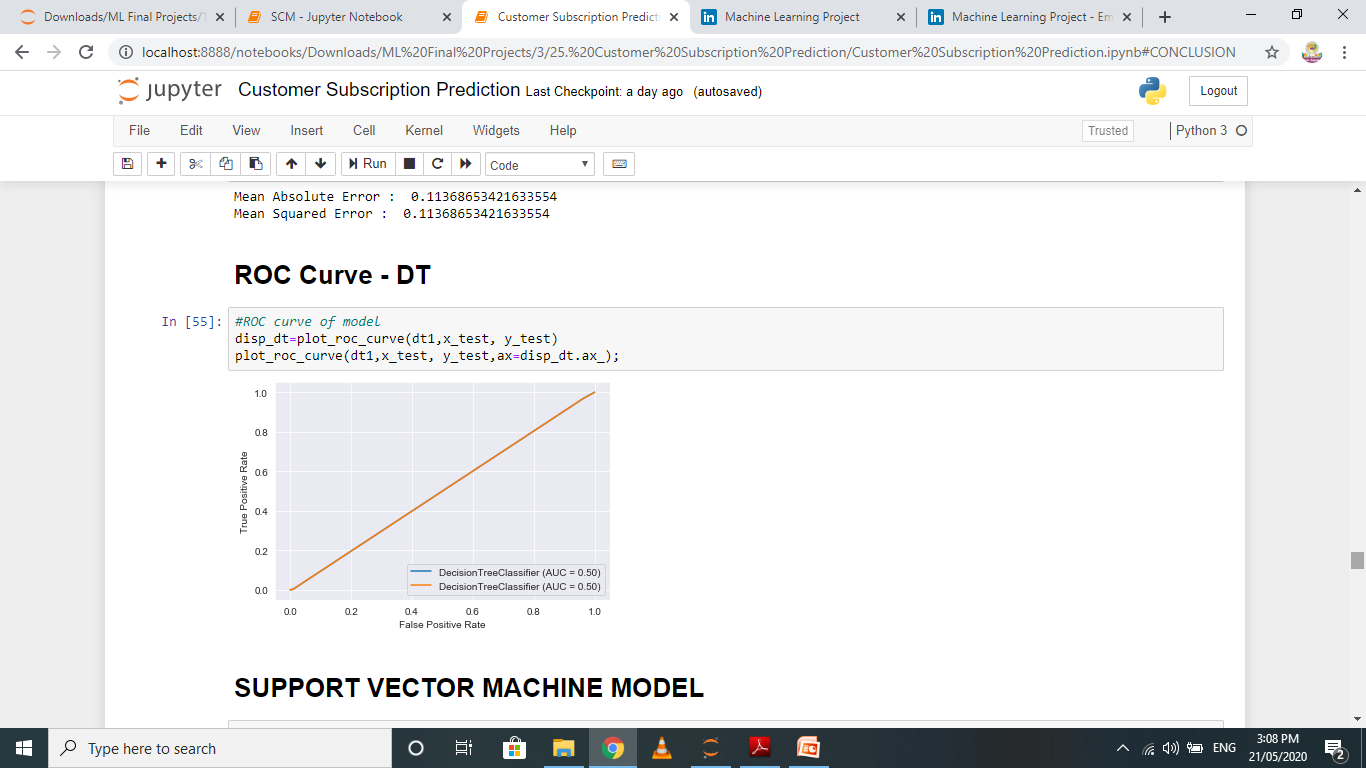 Downloads/ML Final Projects/
SCM - Jupyter Notebook
Customer Subscription Predict
Machine Learning Project
Machine Learning Project - Em
localhost:8888/notebooks/Downloads/ML%20Final%20Projects/3/25.%20Customer%20Subscription%20Prediction/Customer%20Subscription%20Prediction.ipynb#CONCLUSION
jupyter Customer Subscription Prediction Last Checkpoint: a day ago (autosaved)
Logout
File Edit View Insert Cell Kernel Widgets Help
Trusted
Python 3
Run
Code
Mean Absolute Error :  0.11368653421633554
Mean Squared Error :  0.11368653421633554
ROC Curve - DT
In [55]:
#ROC curve of model
disp_dt=plot_roc_curve(dt1,x_test, y_test)
plot_roc_curve(dt1,x_test, y_test,ax=disp_dt.ax_);
1.0
0.8
0.6
0.4
0.2
0.0
True Positive Rate
DecisionTreeClassifier (AUC = 0.50)
DecisionTreeClassifier (AUC = 0.50)
0.0 0.2 0.4 0.6 0.8 1.0
False Positive Rate
SUPPORT VECTOR MACHINE MODEL
Type here to search
ENG
3:08 PM
21/05/2020
2